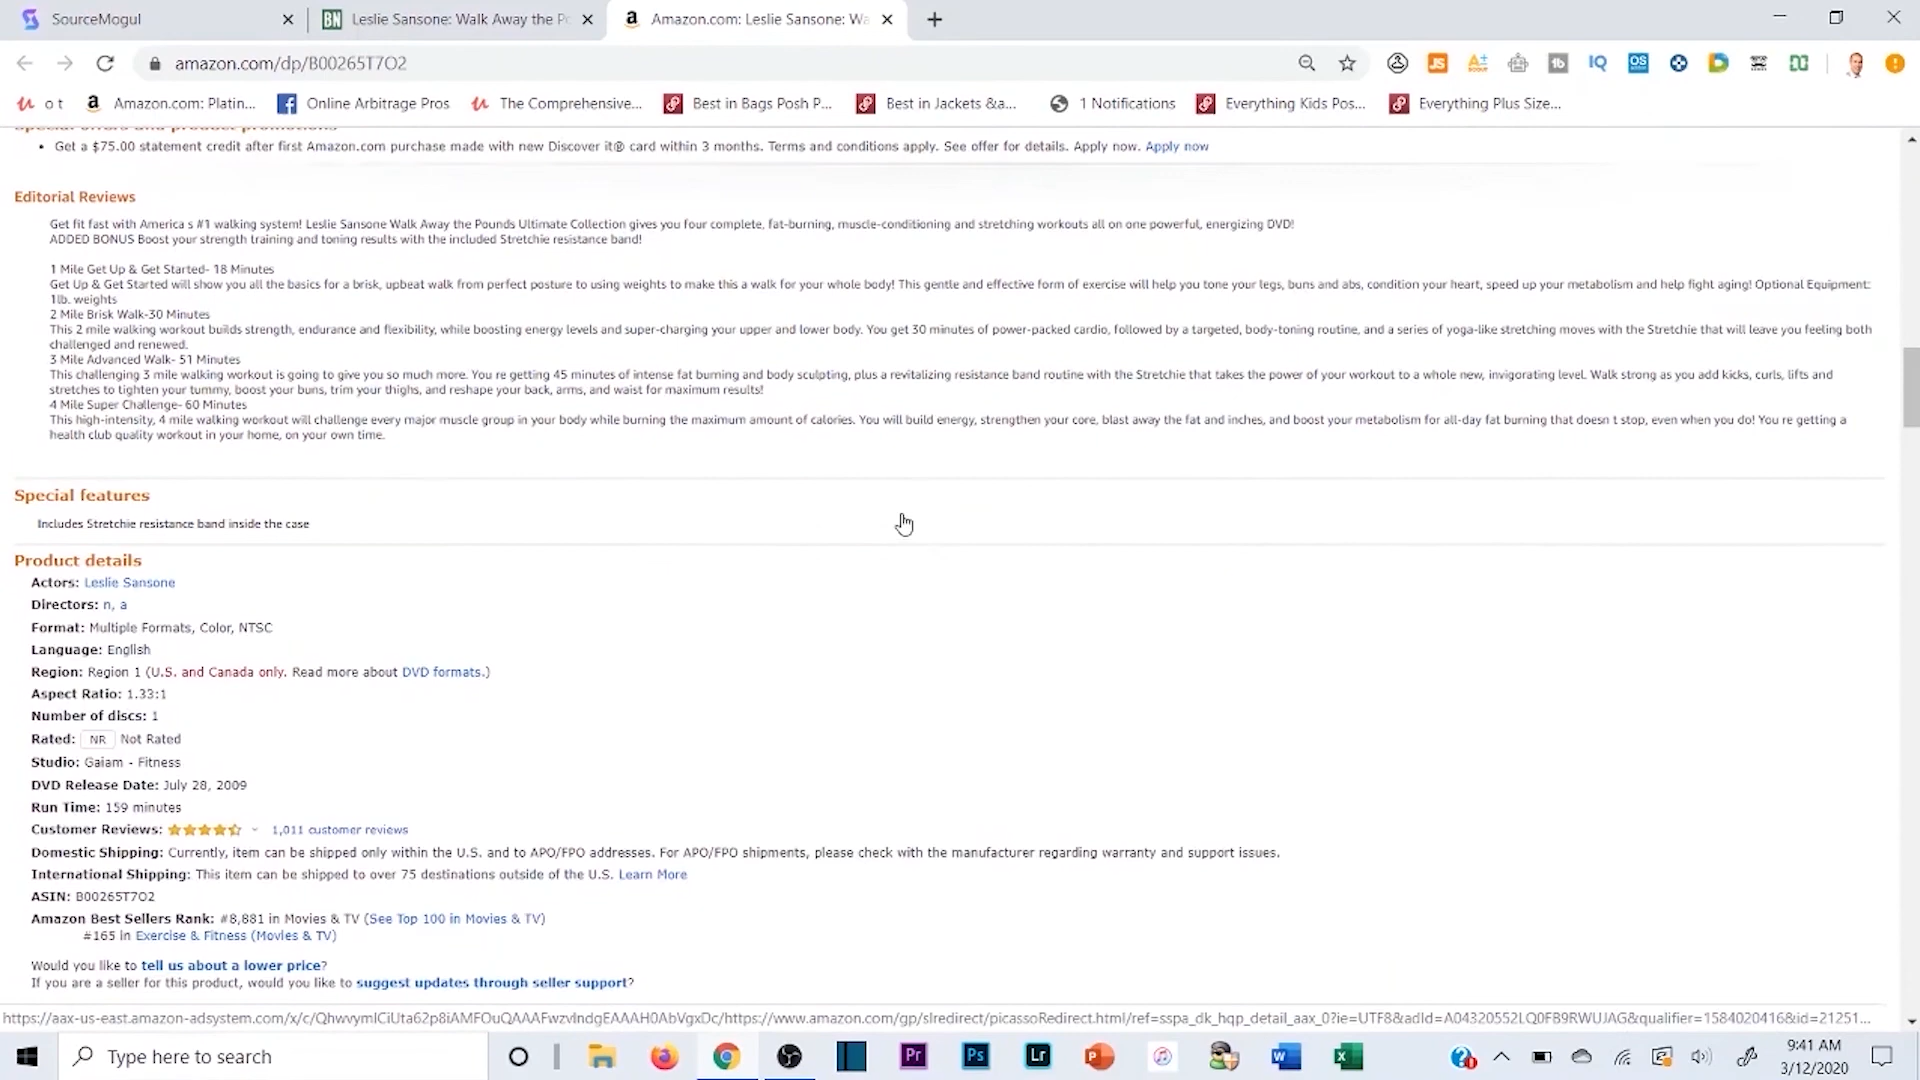 SourceMogul
BN Leslie Sansone: Walk Away the Po
a Amazon.com: Leslie Sansone: Wa
amazon.com/dp/B00265T7O2
o t
Amazon.com: Platin...
Online Arbitrage Pros
The Comprehensive...
Best in Bags Posh P...
Best in Jackets &a...
1 Notifications
Everything Kids Pos...
Everything Plus Size...
Special offers and product promotions
• Get a $75.00 statement credit after first Amazon.com purchase made with new Discover it® card within 3 months. Terms and conditions apply. See offer for details. Apply now. Apply now
Editorial Reviews
Get fit fast with America s #1 walking system! Leslie Sansone Walk Away the Pounds Ultimate Collection gives you four complete, fat-burning, muscle-conditioning and stretching workouts all on one powerful, energizing DVD!
ADDED BONUS Boost your strength training and toning results with the included Stretchie resistance band!
1 Mile Get Up & Get Started- 18 Minutes
Get Up & Get Started will show you all the basics for a brisk, upbeat walk from perfect posture to using weights to make this a walk for your whole body! This gentle and effective form of exercise will help you tone your legs, buns and abs, condition your heart, speed up your metabolism and help fight aging! Optional Equipment:
1lb. weights
2 Mile Brisk Walk-30 Minutes
This 2 mile walking workout builds strength, endurance and flexibility, while boosting energy levels and super-charging your upper and lower body. You get 30 minutes of power-packed cardio, followed by a targeted, body-toning routine, and a series of yoga-like stretching moves with the Stretchie that will leave you feeling both
challenged and renewed.
3 Mile Advanced Walk- 51 Minutes
This challenging 3 mile walking workout is going to give you so much more. You re getting 45 minutes of intense fat burning and body sculpting, plus a revitalizing resistance band routine with the Stretchie that takes the power of your workout to a whole new, invigorating level. Walk strong as you add kicks, curls, lifts and
stretches to tighten your tummy, boost your buns, trim your thighs, and reshape your back, arms, and waist for maximum results!
4 Mile Super Challenge- 60 Minutes
This high-intensity, 4 mile walking workout will challenge every major muscle group in your body while burning the maximum amount of calories. You will build energy, strengthen your core, blast away the fat and inches, and boost your metabolism for all-day fat burning that doesn t stop, even when you do! You re getting a
health club quality workout in your home, on your own time.
Special features
Includes Stretchie resistance band inside the case
Product details
Actors: Leslie Sansone
Directors: n, a
Format: Multiple Formats, Color, NTSC
Language: English
Region: Region 1 (U.S. and Canada only. Read more about DVD formats.)
Aspect Ratio: 1.33:1
Number of discs: 1
Rated: NR Not Rated
Studio: Gaiam - Fitness
DVD Release Date: July 28, 2009
Run Time: 159 minutes
Customer Reviews: 1,011 customer reviews
Domestic Shipping: Currently, item can be shipped only within the U.S. and to APO/FPO addresses. For APO/FPO shipments, please check with the manufacturer regarding warranty and support issues.
International Shipping: This item can be shipped to over 75 destinations outside of the U.S. Learn More
ASIN: B00265T7O2
Amazon Best Sellers Rank: #8,881 in Movies & TV (See Top 100 in Movies & TV)
#165 in Exercise & Fitness (Movies & TV)
Would you like to tell us about a lower price?
If you are a seller for this product, would you like to suggest updates through seller support?
Type here to search
Pr
Ps
Lr
9:41 AM
3/12/2020